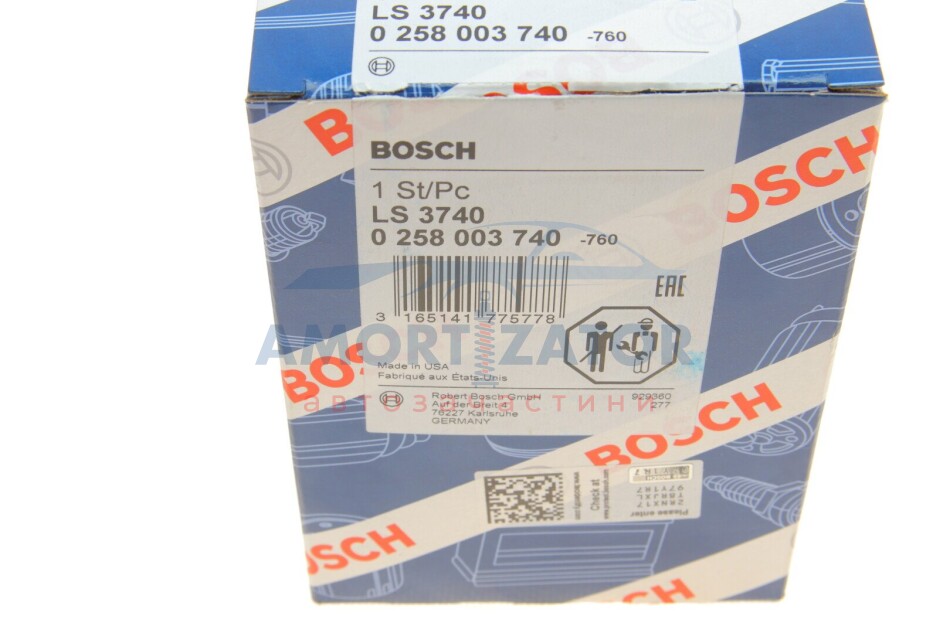 LS 3740
0 258 003 740 -760
BOSCH
1 St/Pc
LS 3740
0 258 003 740 -760
EAC
3 165141 775778
AMORTIZATOR
автозапчастини
Made in USA
Fabriqué aux États-Unis
Robert Bosch GmbH
Auf der Breit 4
76227 Karlsruhe
GERMANY
929360
277
BOSCH
BOSCH
BOSCH
Check at
Please enter
2RNX17